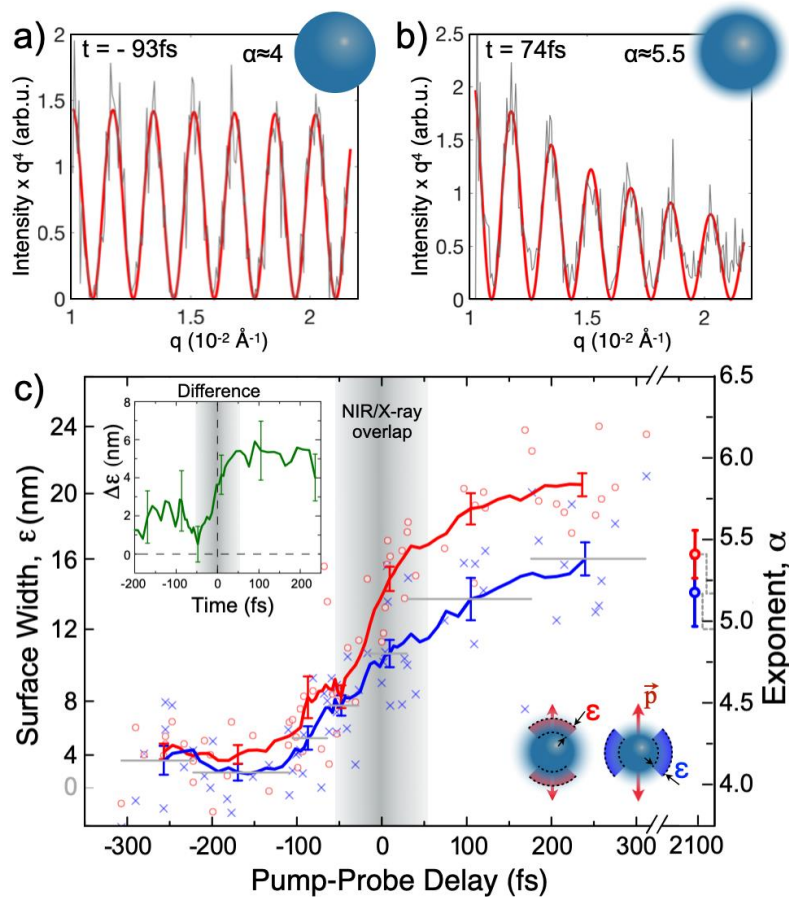 a)
t = - 93fs
α≈4
2
1.5
1
0.5
0
Intensity x q⁴ (arb.u.)
1
1.5
2
q (10⁻² Å⁻¹)
b)
t = 74fs
α≈5.5
2.5
2
1.5
1
0.5
0
Intensity x q⁴ (arb.u.)
1
1.5
2
q (10⁻² Å⁻¹)
c)
Difference
8
6
4
2
0
Δε (nm)
-200
-100
0
100
200
Time (fs)
NIR/X-ray
overlap
24
20
16
12
8
4
0
Surface Width, ε (nm)
6.5
6.0
5.5
5.0
4.5
4.0
Exponent, α
ε
p⃗
ε
-300
-200
-100
0
100
200
300
2100
Pump-Probe Delay (fs)